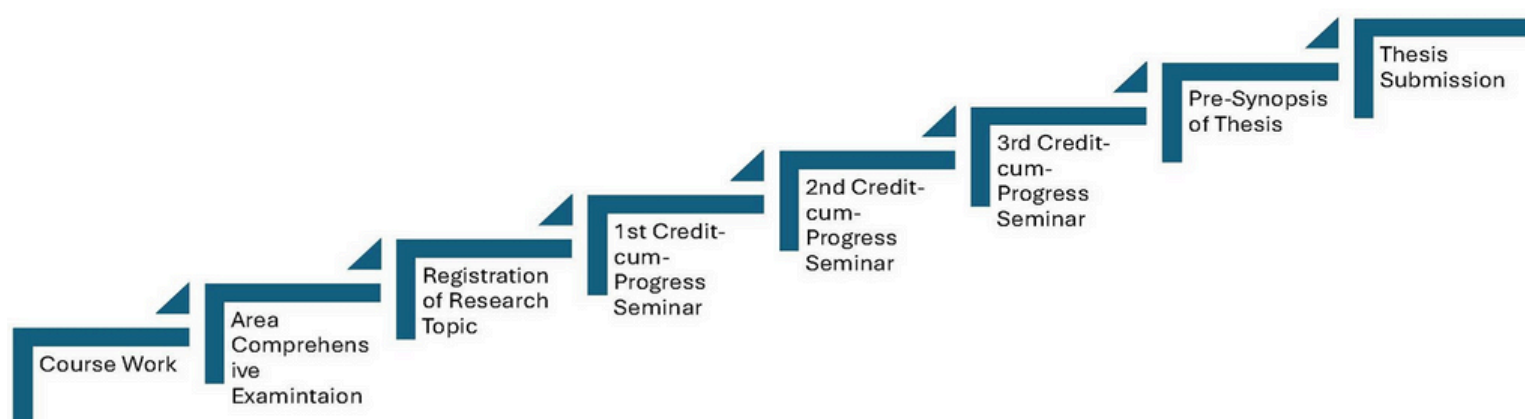 Course Work
Area
Comprehens
ive
Examintaion
Registration
of Research
Topic
1st Credit-
cum-
Progress
Seminar
2nd Credit-
cum-
Progress
Seminar
3rd Credit-
cum-
Progress
Seminar
Pre-Synopsis
of Thesis
Thesis
Submission